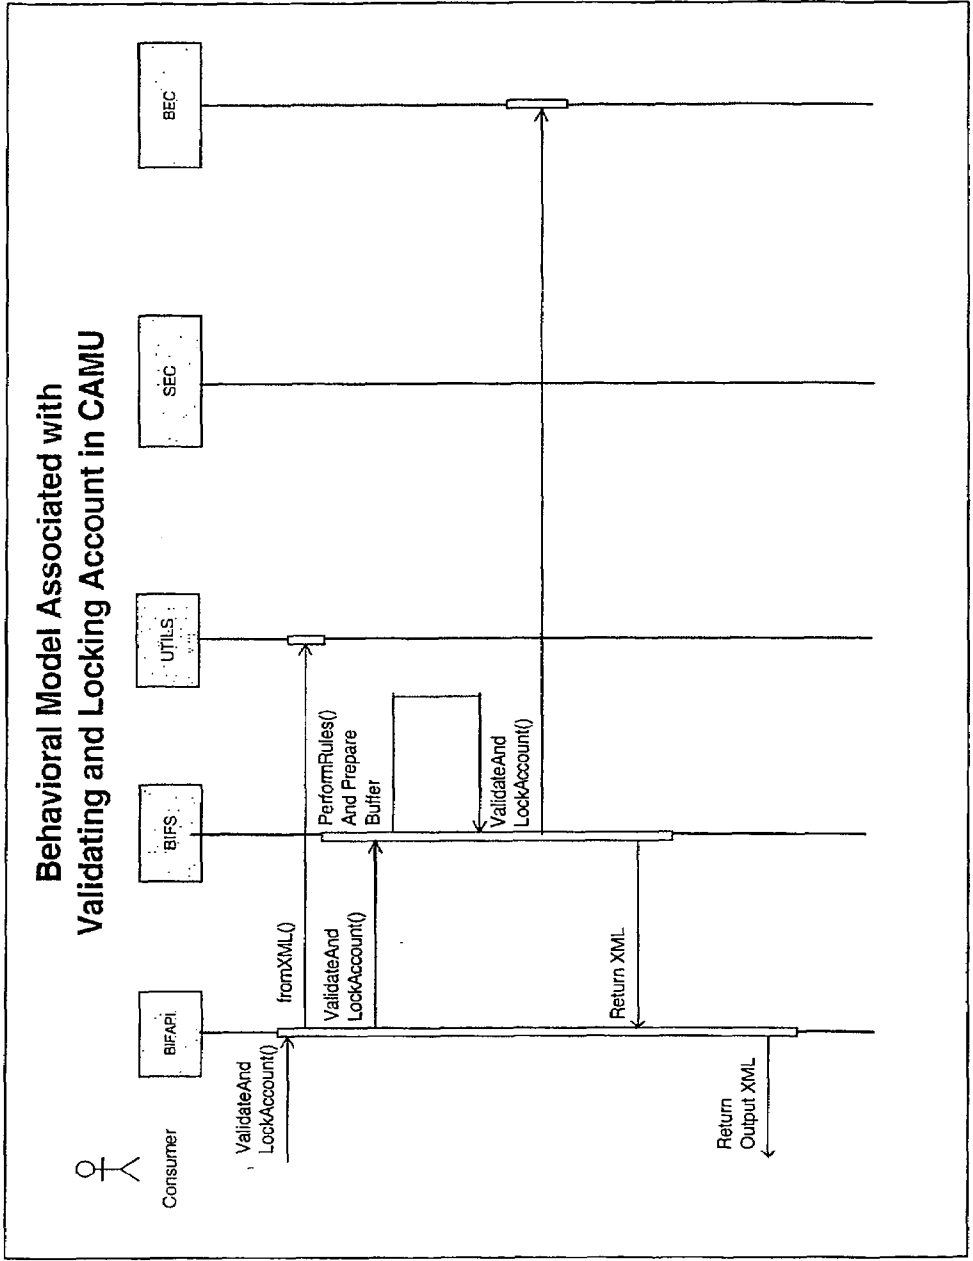 Behavioral Model Associated with
Validating and Locking Account in CAMU
Consumer
BIFAPI
BIFS
UTILS
SEC
BEC
ValidateAnd
LockAccount()
fromXML()
ValidateAnd
LockAccount()
PerformRules()
And Prepare
Buffer
ValidateAnd
LockAccount()
Return XML
Return
Output XML